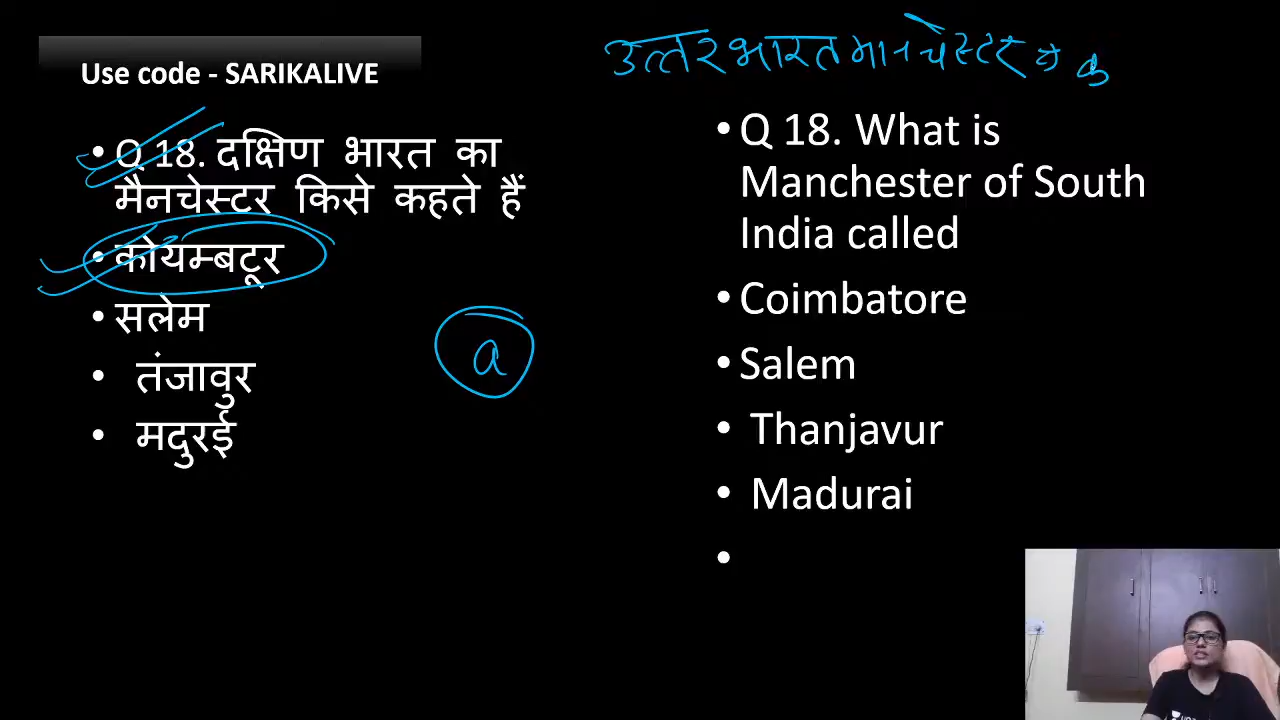 Use code - SARIKALIVE
उत्तर भारत मानचेस्टर
• Q 18. दक्षिण भारत का
मैनचेस्टर किसे कहते हैं
• कोयम्बटूर
• सलेम
• तंजावुर
• मदुरई
a
• Q 18. What is
Manchester of South
India called
• Coimbatore
• Salem
• Thanjavur
• Madurai
•